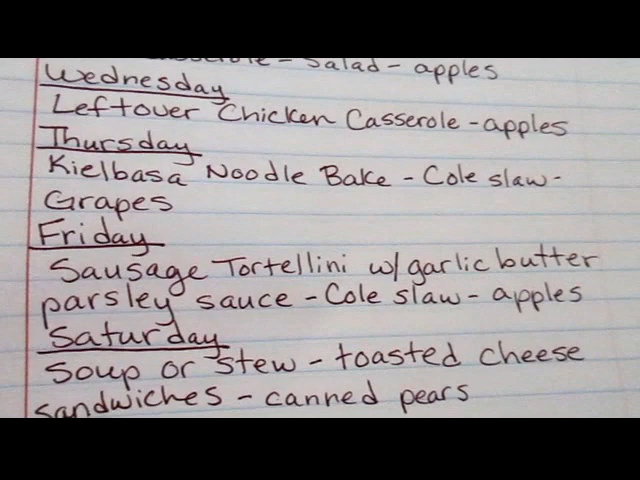 - Salad - apples
Wednesday
Leftover Chicken Casserole - apples
Thursday
Kielbasa Noodle Bake - Cole slaw -
Grapes
Friday
Sausage Tortellini w/ garlic butter
parsley sauce - Cole slaw - apples
Saturday
Soup or stew - toasted cheese
sandwiches - canned pears